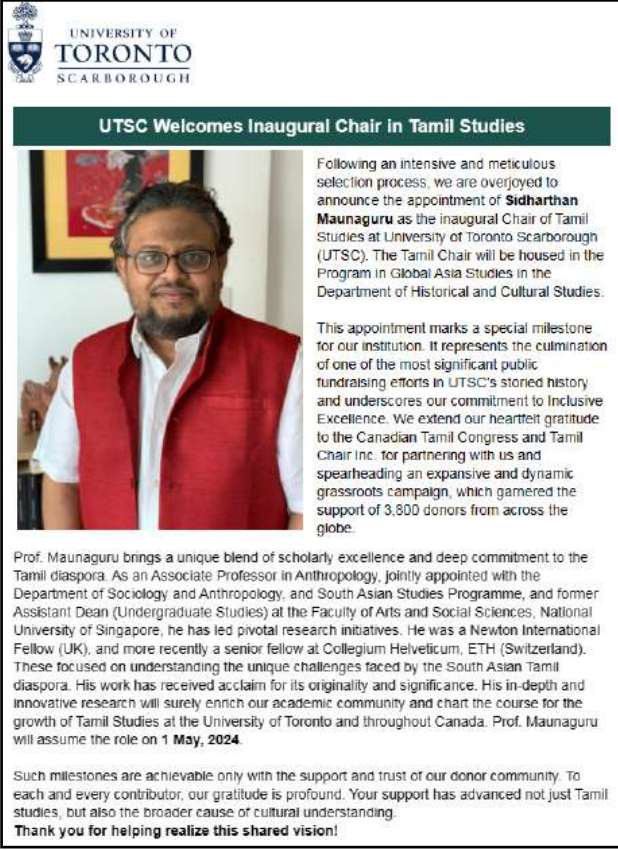 UNIVERSITY OF
TORONTO
SCARBOROUGH
UTSC Welcomes Inaugural Chair in Tamil Studies
Following an intensive and meticulous
selection process, we are overjoyed to
announce the appointment of Sidharthan
Maunaguru as the inaugural Chair of Tamil
Studies at University of Toronto Scarborough
(UTSC). The Tamil Chair will be housed in the
Program in Global Asia Studies in the
Department of Historical and Cultural Studies.
This appointment marks a special milestone
for our institution. It represents the culmination
of one of the most significant public
fundraising efforts in UTSC's storied history
and underscores our commitment to Inclusive
Excellence. We extend our heartfelt gratitude
to the Canadian Tamil Congress and Tamil
Chair Inc. for partnering with us and
spearheading an expansive and dynamic
grassroots campaign, which garnered the
support of 3,800 donors from across the
globe.
Prof. Maunaguru brings a unique blend of scholarly excellence and deep commitment to the
Tamil diaspora. As an Associate Professor in Anthropology, jointly appointed with the
Department of Sociology and Anthropology, and South Asian Studies Programme, and former
Assistant Dean (Undergraduate Studies) at the Faculty of Arts and Social Sciences, National
University of Singapore, he has led pivotal research initiatives. He was a Newton International
Fellow (UK), and more recently a senior fellow at Collegium Helveticum, ETH (Switzerland).
These focused on understanding the unique challenges faced by the South Asian Tamil
diaspora. His work has received acclaim for its originality and significance. His in-depth and
innovative research will surely enrich our academic community and chart the course for the
growth of Tamil Studies at the University of Toronto and throughout Canada. Prof. Maunaguru
will assume the role on 1 May, 2024.
Such milestones are achievable only with the support and trust of our donor community. To
each and every contributor, our gratitude is profound. Your support has advanced not just Tamil
studies, but also the broader cause of cultural understanding.
Thank you for helping realize this shared vision!